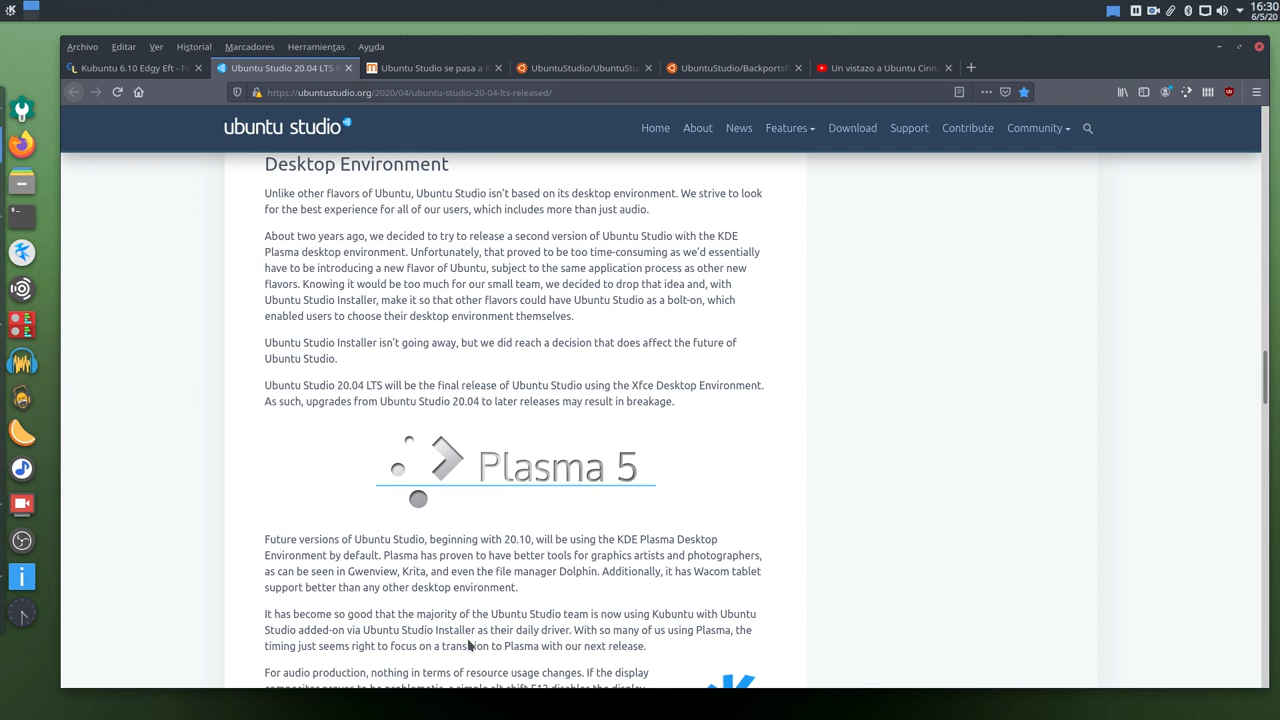 16:30
6/5/20
Archivo Editar Ver Historial Marcadores Herramientas Ayuda
Kubuntu 6.10 Edgy Eft - Fo
Ubuntu Studio 20.04 LTS
Ubuntu Studio se pasa a
UbuntuStudio/UbuntuStu
UbuntuStudio/BackportsP
Un vistazo a Ubuntu Cinn
https://ubuntustudio.org/2020/04/ubuntu-studio-20-04-lts-released/
ubuntu studio
Home About News Features Download Support Contribute Community
Desktop Environment
Unlike other flavors of Ubuntu, Ubuntu Studio isn’t based on its desktop environment. We strive to look
for the best experience for all of our users, which includes more than just audio.
About two years ago, we decided to try to release a second version of Ubuntu Studio with the KDE
Plasma desktop environment. Unfortunately, that proved to be too time-consuming as we’d essentially
have to be introducing a new flavor of Ubuntu, subject to the same application process as other new
flavors. Knowing it would be too much for our small team, we decided to drop that idea and, with
Ubuntu Studio Installer, make it so that other flavors could have Ubuntu Studio as a bolt-on, which
enabled users to choose their desktop environment themselves.
Ubuntu Studio Installer isn’t going away, but we did reach a decision that does affect the future of
Ubuntu Studio.
Ubuntu Studio 20.04 LTS will be the final release of Ubuntu Studio using the Xfce Desktop Environment.
As such, upgrades from Ubuntu Studio 20.04 to later releases may result in breakage.
Plasma 5
Future versions of Ubuntu Studio, beginning with 20.10, will be using the KDE Plasma Desktop
Environment by default. Plasma has proven to have better tools for graphics artists and photographers,
as can be seen in Gwenview, Krita, and even the file manager Dolphin. Additionally, it has Wacom tablet
support better than any other desktop environment.
It has become so good that the majority of the Ubuntu Studio team is now using Kubuntu with Ubuntu
Studio added-on via Ubuntu Studio Installer as their daily driver. With so many of us using Plasma, the
timing just seems right to focus on a transition to Plasma with our next release.
For audio production, nothing in terms of resource usage changes. If the display